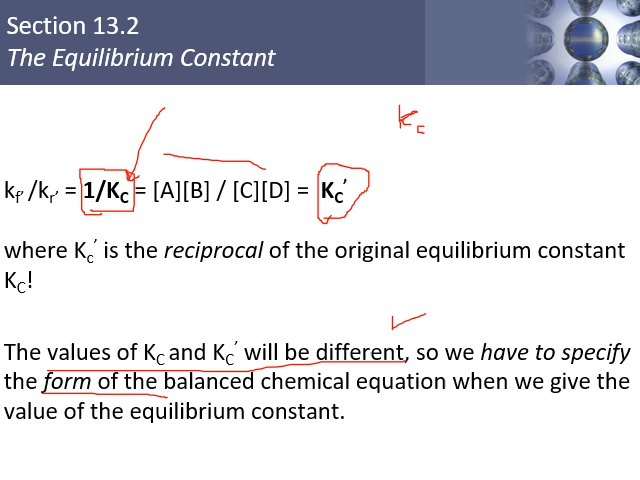 Section 13.2
The Equilibrium Constant
Kc
kf′ /kr′ = 1/KC = [A][B] / [C][D] = Kc′
where Kc′ is the reciprocal of the original equilibrium constant
KC!
The values of KC and KC′ will be different, so we have to specify
the form of the balanced chemical equation when we give the
value of the equilibrium constant.